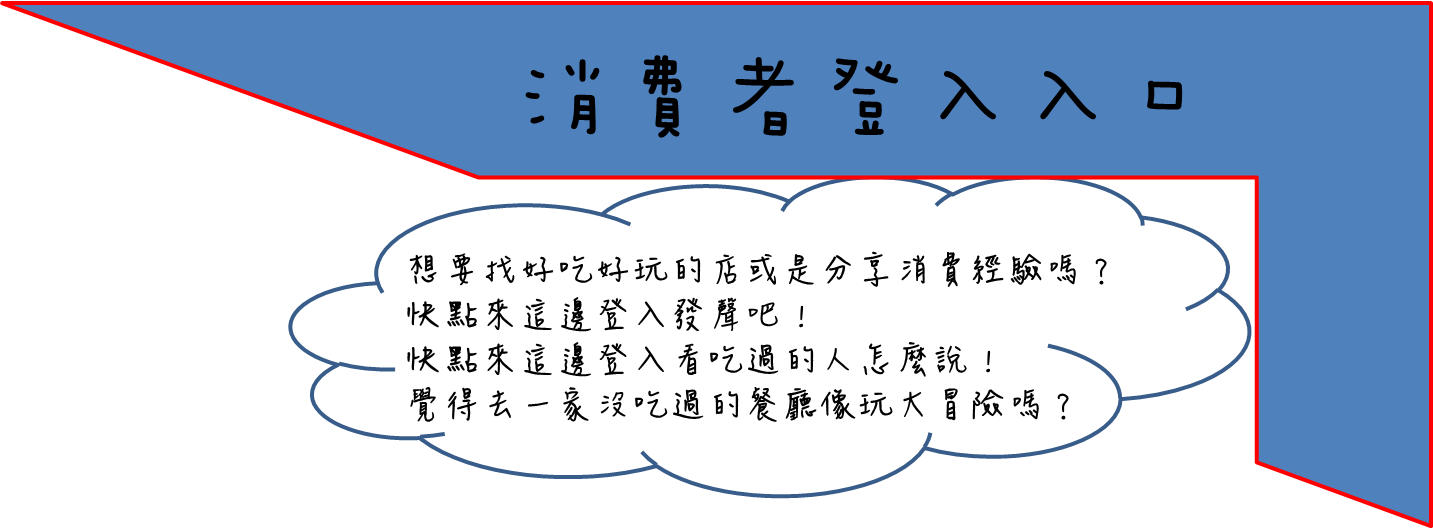 消費者登入入口
想要找好吃好玩的店或是分享消費經驗嗎？
快點來這邊登入發聲吧！
快點來這邊登入看吃過的人怎麼說！
覺得去一家沒吃過的餐廳像玩大冒險嗎？